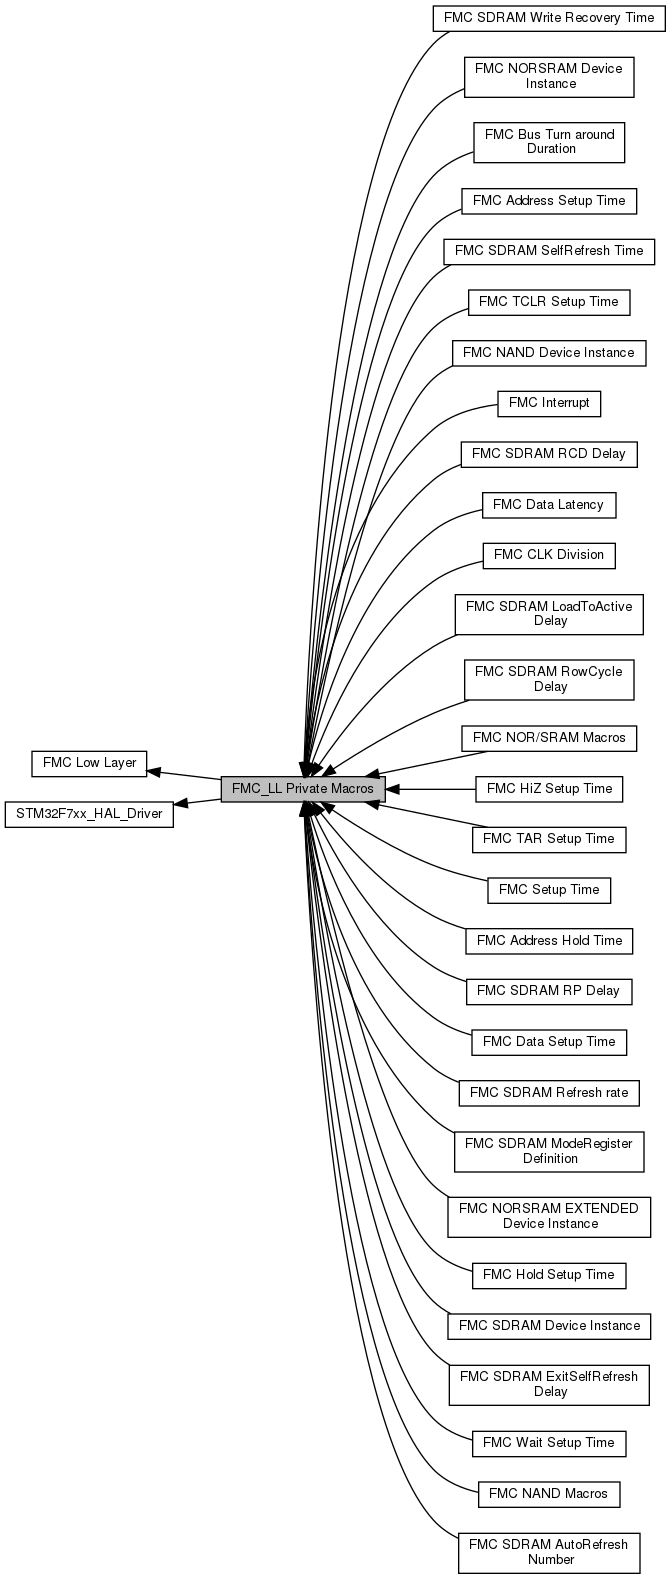 FMC SDRAM Write Recovery Time
FMC NORSRAM Device
Instance
FMC Bus Turn around
Duration
FMC Address Setup Time
FMC SDRAM SelfRefresh Time
FMC TCLR Setup Time
FMC NAND Device Instance
FMC Interrupt
FMC SDRAM RCD Delay
FMC Data Latency
FMC CLK Division
FMC SDRAM LoadToActive
Delay
FMC SDRAM RowCycle
Delay
FMC NOR/SRAM Macros
FMC Low Layer
FMC_LL Private Macros
FMC HiZ Setup Time
STM32F7xx_HAL_Driver
FMC TAR Setup Time
FMC Setup Time
FMC Address Hold Time
FMC SDRAM RP Delay
FMC Data Setup Time
FMC SDRAM Refresh rate
FMC SDRAM ModeRegister
Definition
FMC NORSRAM EXTENDED
Device Instance
FMC Hold Setup Time
FMC SDRAM Device Instance
FMC SDRAM ExitSelfRefresh
Delay
FMC Wait Setup Time
FMC NAND Macros
FMC SDRAM AutoRefresh
Number